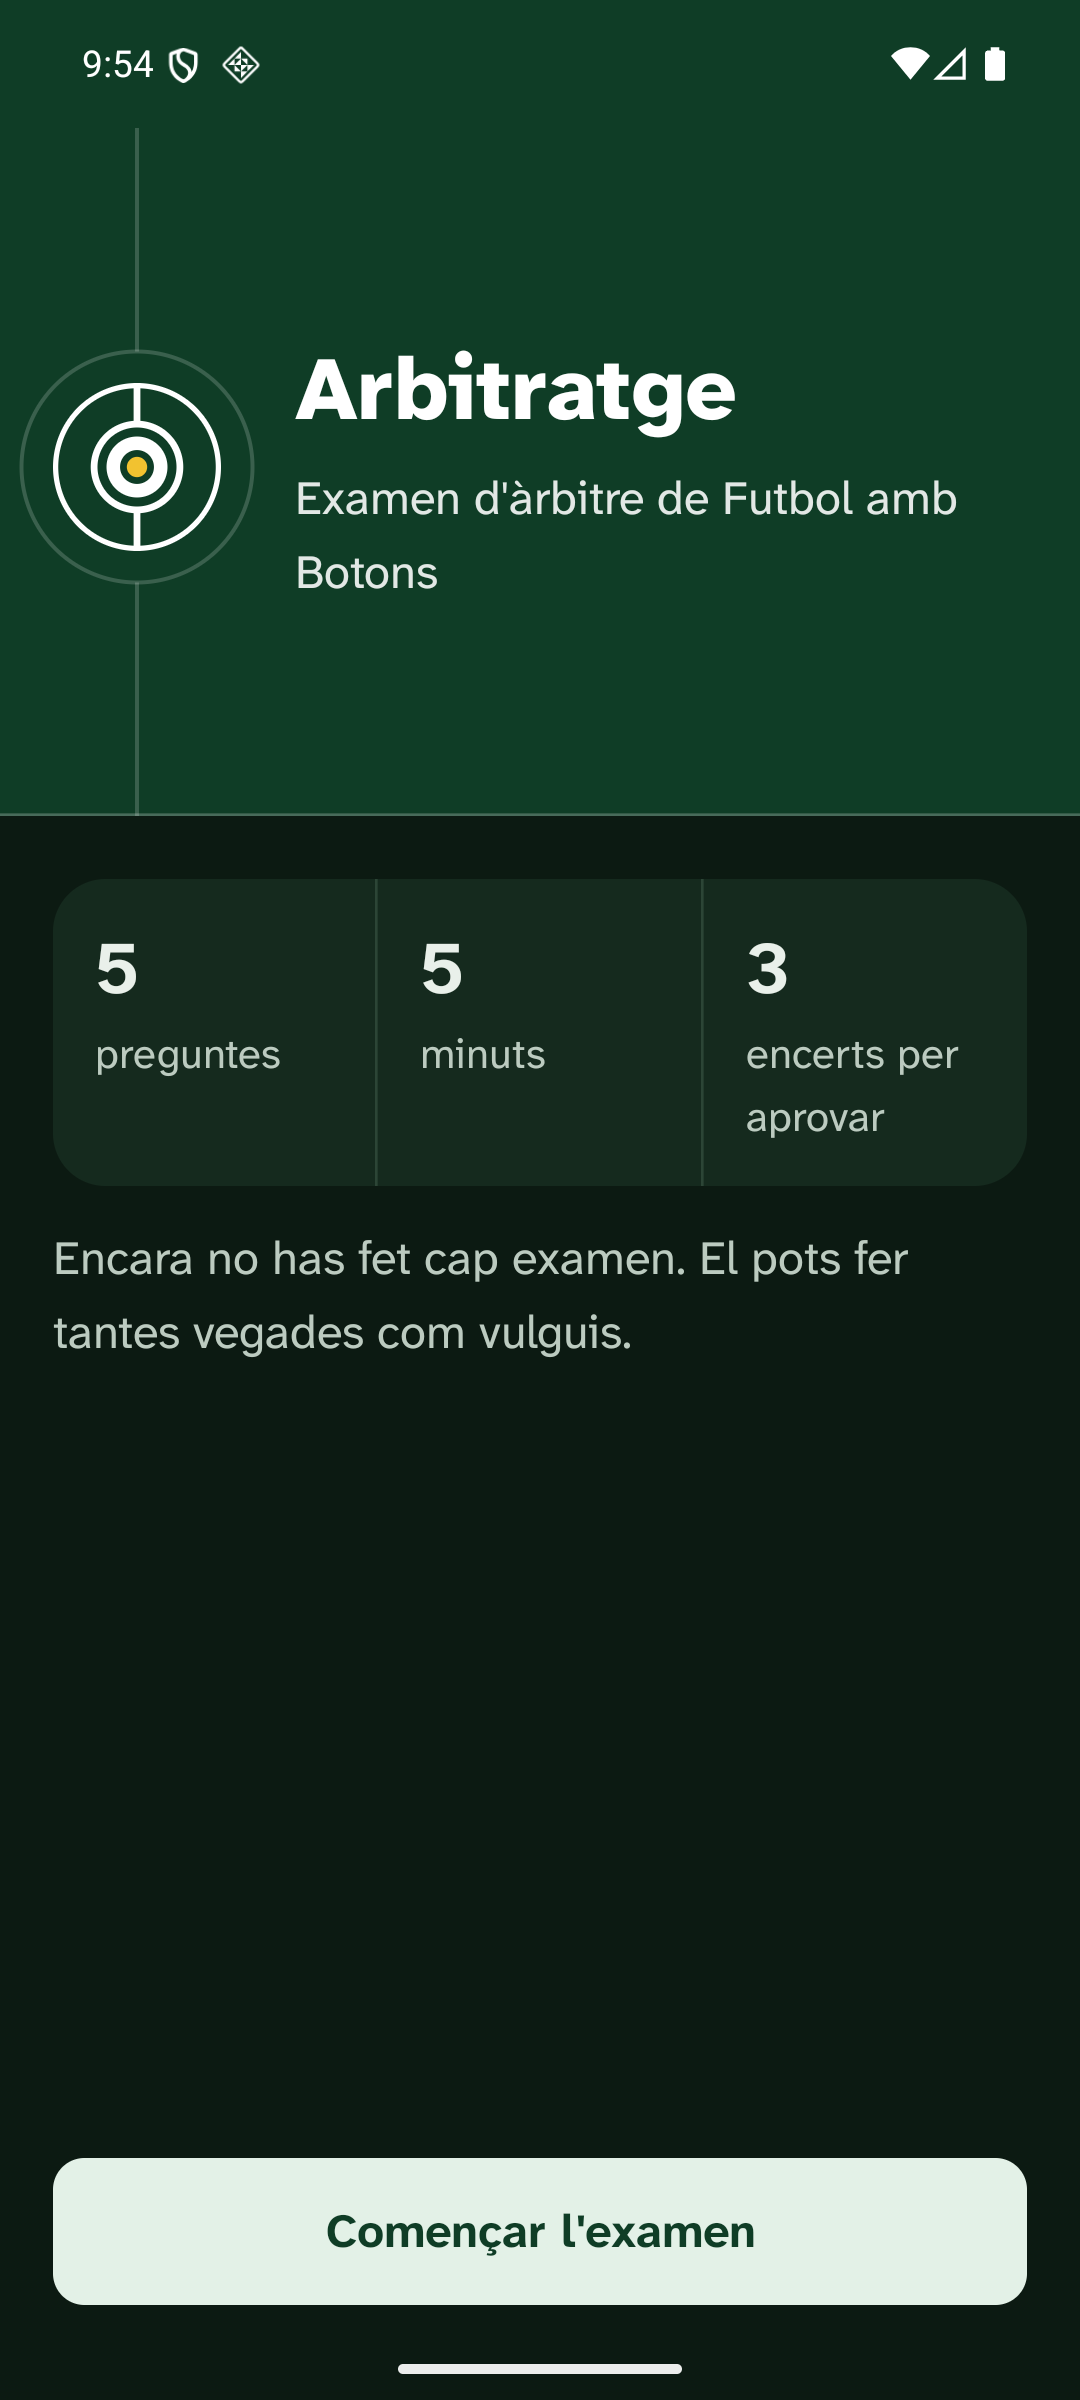 9:54
Arbitratge
Examen d'àrbitre de Futbol amb
Botons
5
preguntes
5
minuts
3
encerts per
aprovar
Encara no has fet cap examen. El pots fer
tantes vegades com vulguis.
Començar l'examen